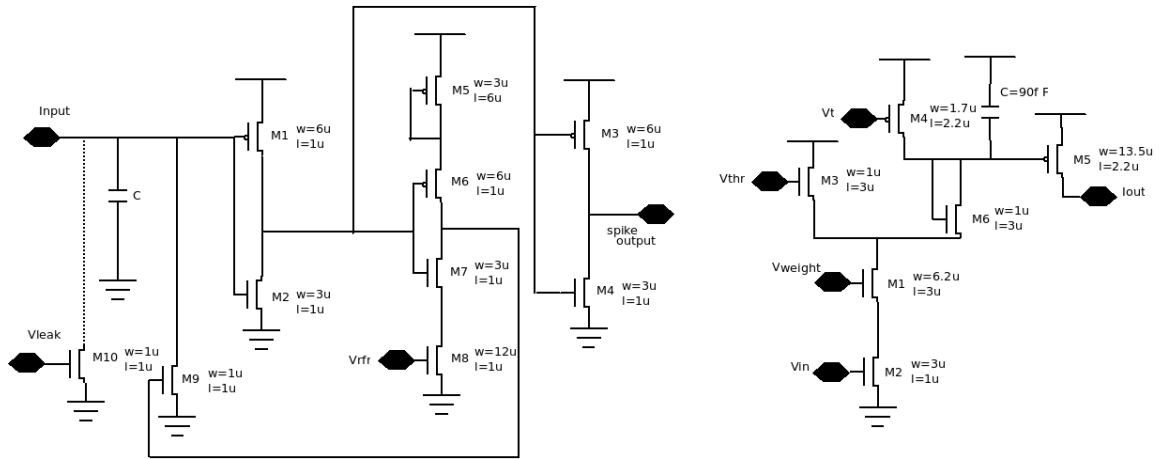 Input
M1 w=6u
l=1u
C
M2 w=3u
l=1u
Vleak
M10 w=1u
l=1u
M9 w=1u
l=1u
M5 w=3u
l=6u
M6 w=6u
l=1u
M7 w=3u
l=1u
Vrfr
M8 w=12u
l=1u
M3 w=6u
l=1u
spike
output
M4 w=3u
l=1u
Vt
M4 w=1.7u
l=2.2u
C=90f F
M5 w=13.5u
l=2.2u
Iout
Vthr
M3 w=1u
l=3u
M6 w=1u
l=3u
Vweight
M1 w=6.2u
l=3u
Vin
M2 w=3u
l=1u